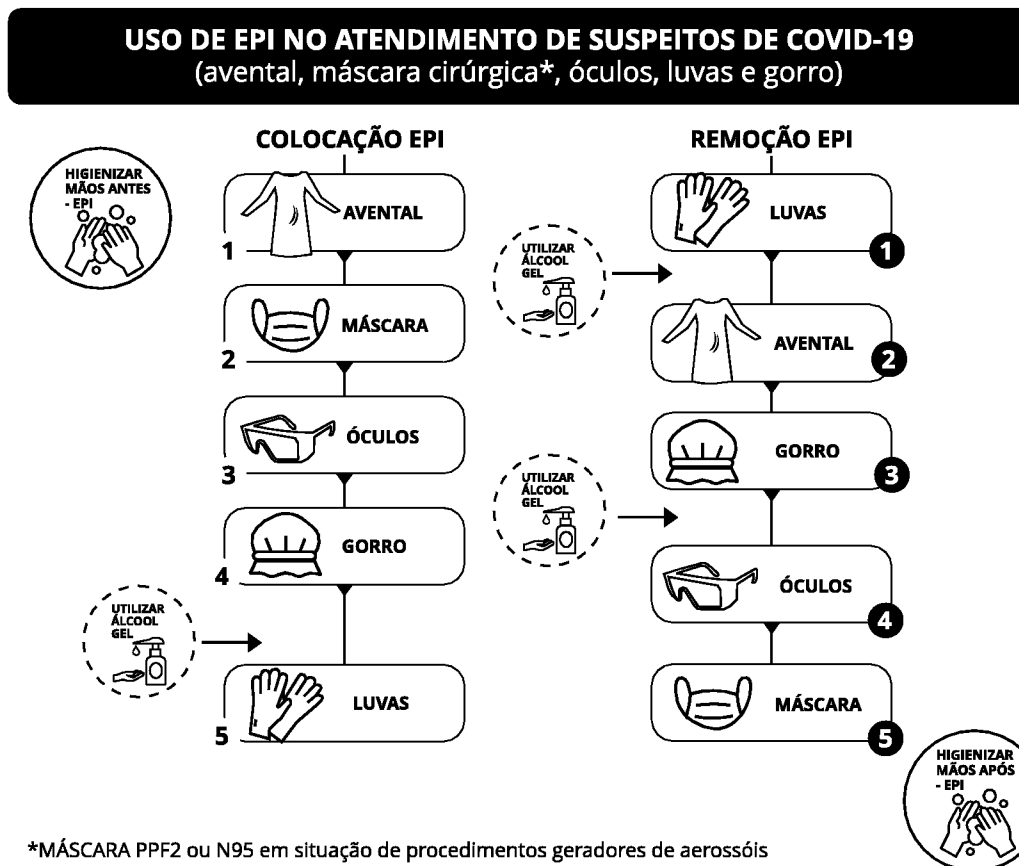 USO DE EPI NO ATENDIMENTO DE SUSPEITOS DE COVID-19
(avental, máscara cirúrgica*, óculos, luvas e gorro)
COLOCAÇÃO EPI
HIGIENIZAR
MÃOS ANTES
- EPI
AVENTAL
1
MÁSCARA
2
ÓCULOS
3
GORRO
4
UTILIZAR
ÁLCOOL
GEL
LUVAS
5
REMOÇÃO EPI
LUVAS
1
UTILIZAR
ÁLCOOL
GEL
AVENTAL
2
GORRO
3
UTILIZAR
ÁLCOOL
GEL
ÓCULOS
4
MÁSCARA
5
HIGIENIZAR
MÃOS APÓS
- EPI
*MÁSCARA PPF2 ou N95 em situação de procedimentos geradores de aerossóis